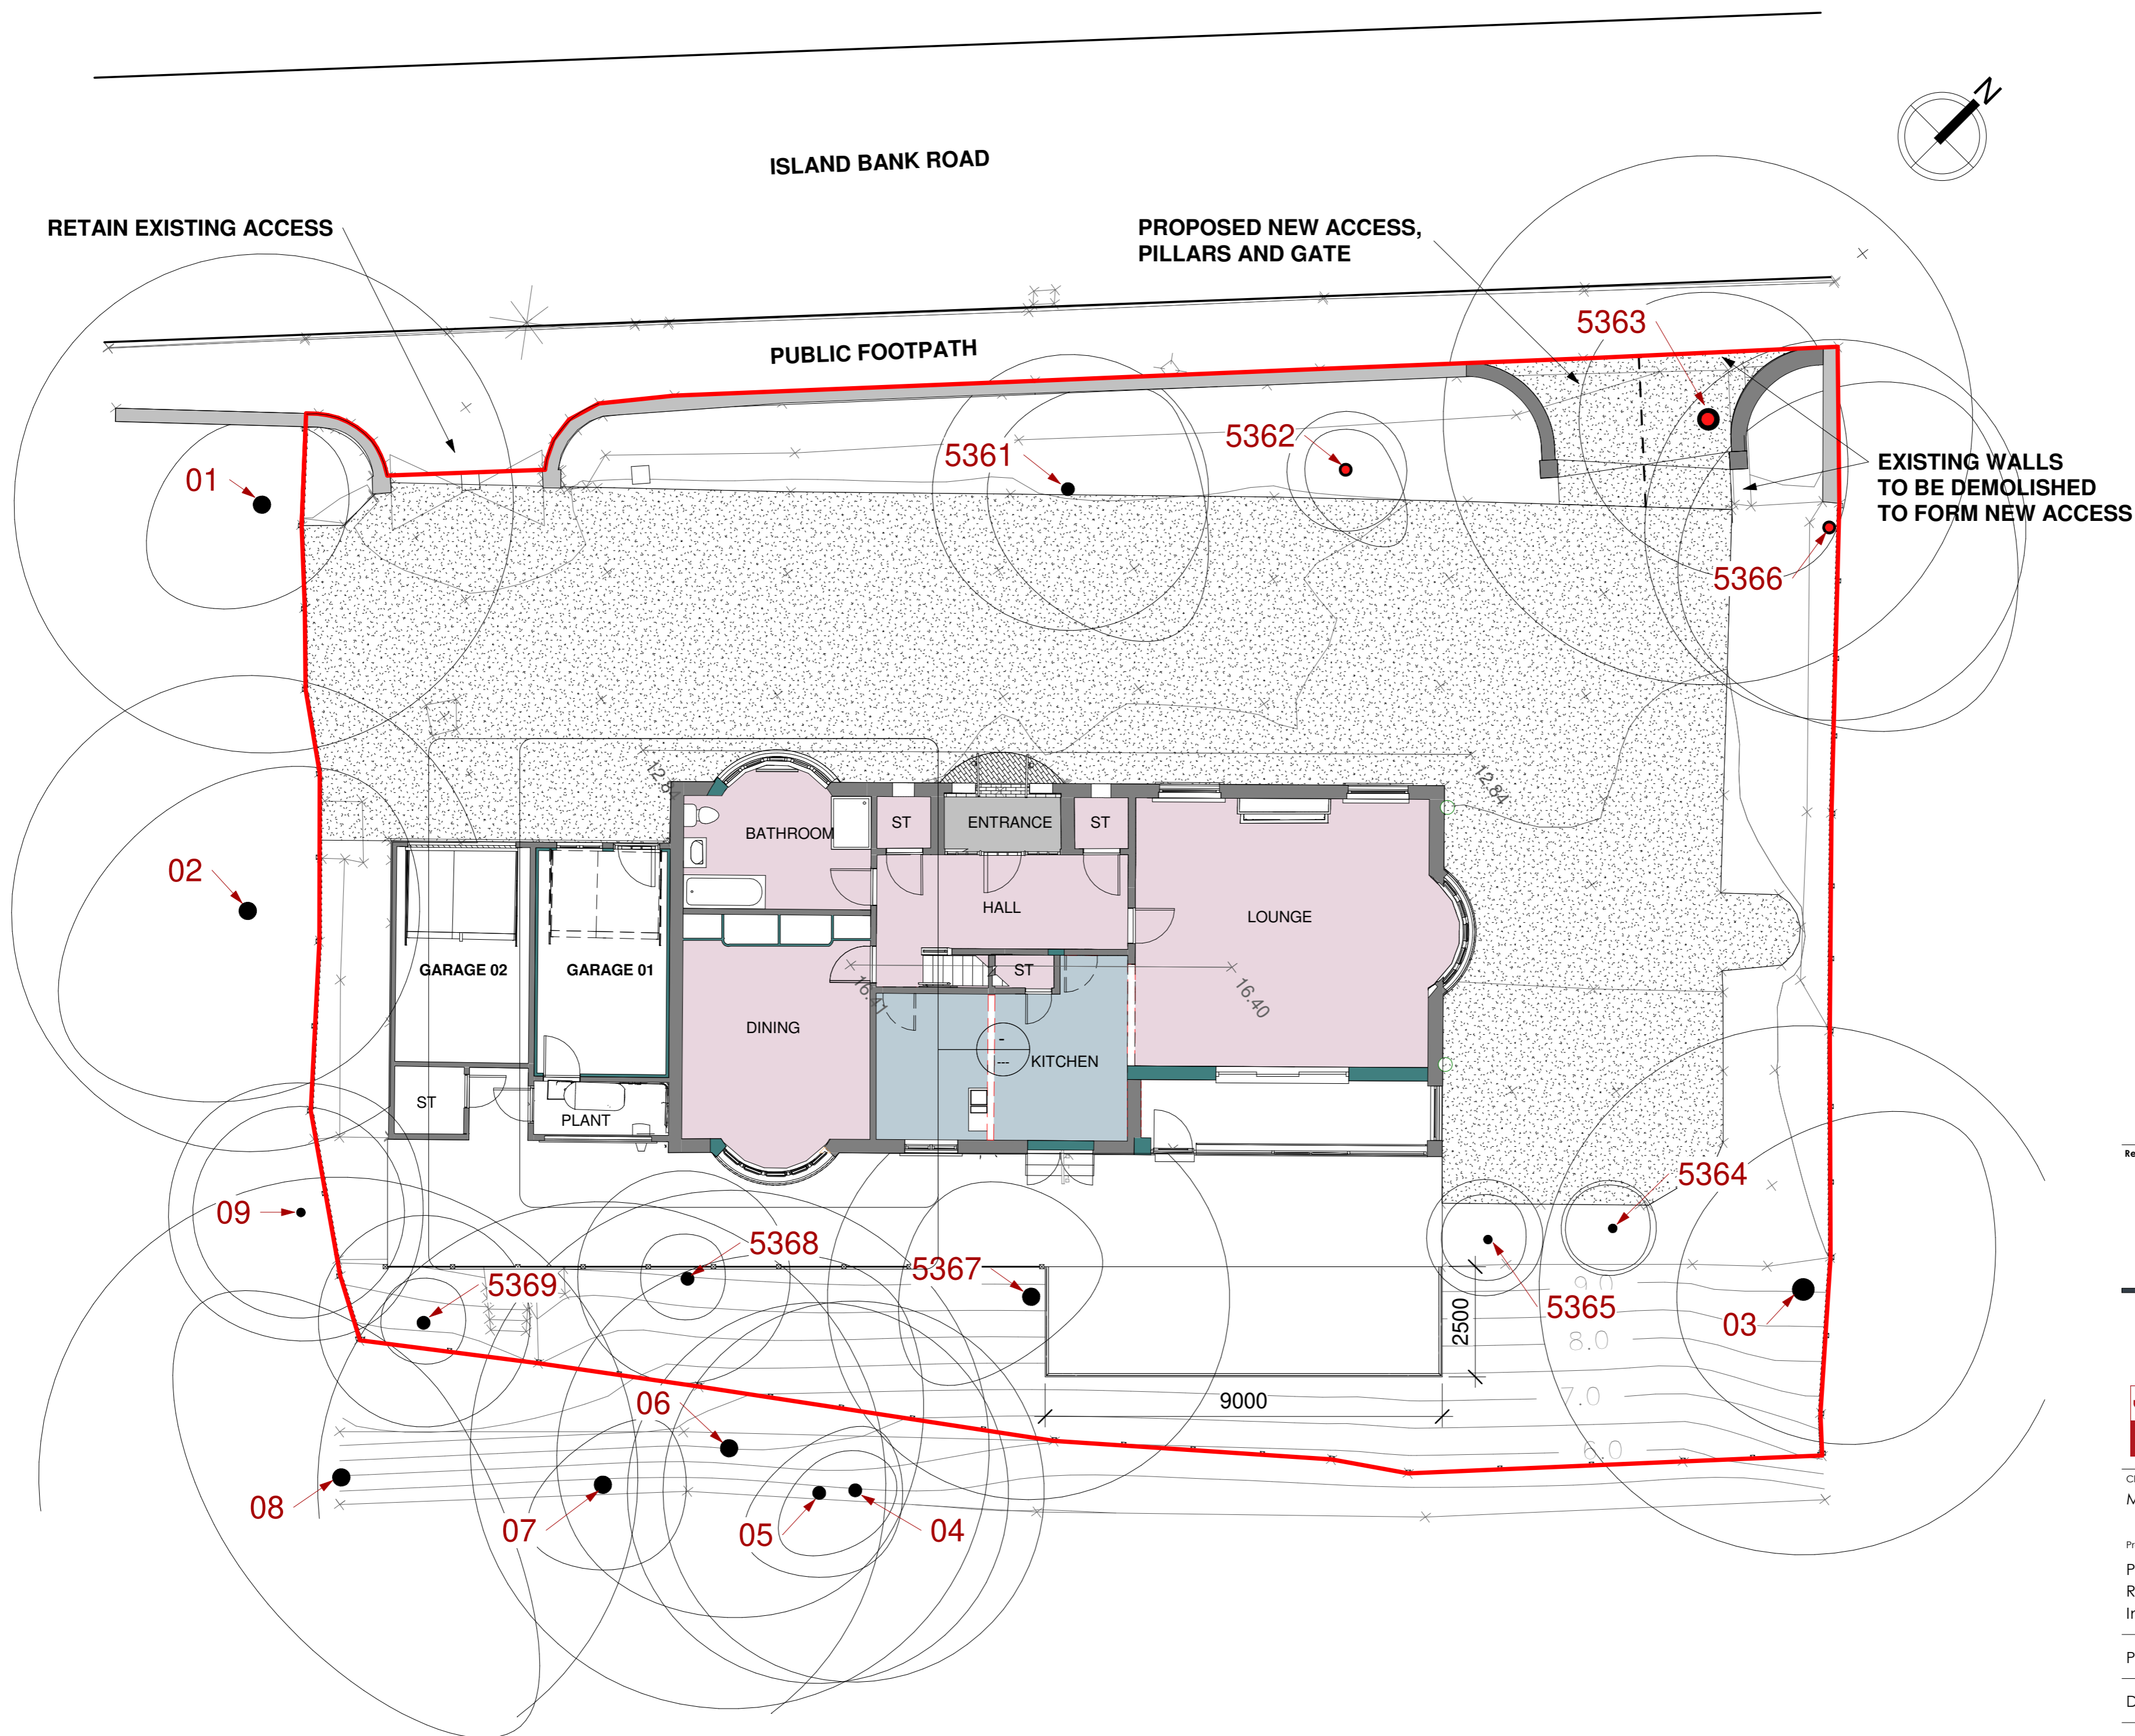 N
ISLAND BANK ROAD
RETAIN EXISTING ACCESS
PROPOSED NEW ACCESS,
PILLARS AND GATE
5363
PUBLIC FOOTPATH
5362
5361
01
EXISTING WALLS
TO BE DEMOLISHED
TO FORM NEW ACCESS
5366
12.84
BATHROOM
ST
ENTRANCE
ST
02
HALL
LOUNGE
GARAGE 02
GARAGE 01
ST
16.41
16.40
DINING
KITCHEN
ST
PLANT
Re
5364
09
5368
5367
5369
9.0
5365
2500
03
8.0
7.0
06
9000
6.0
08
07
05
04